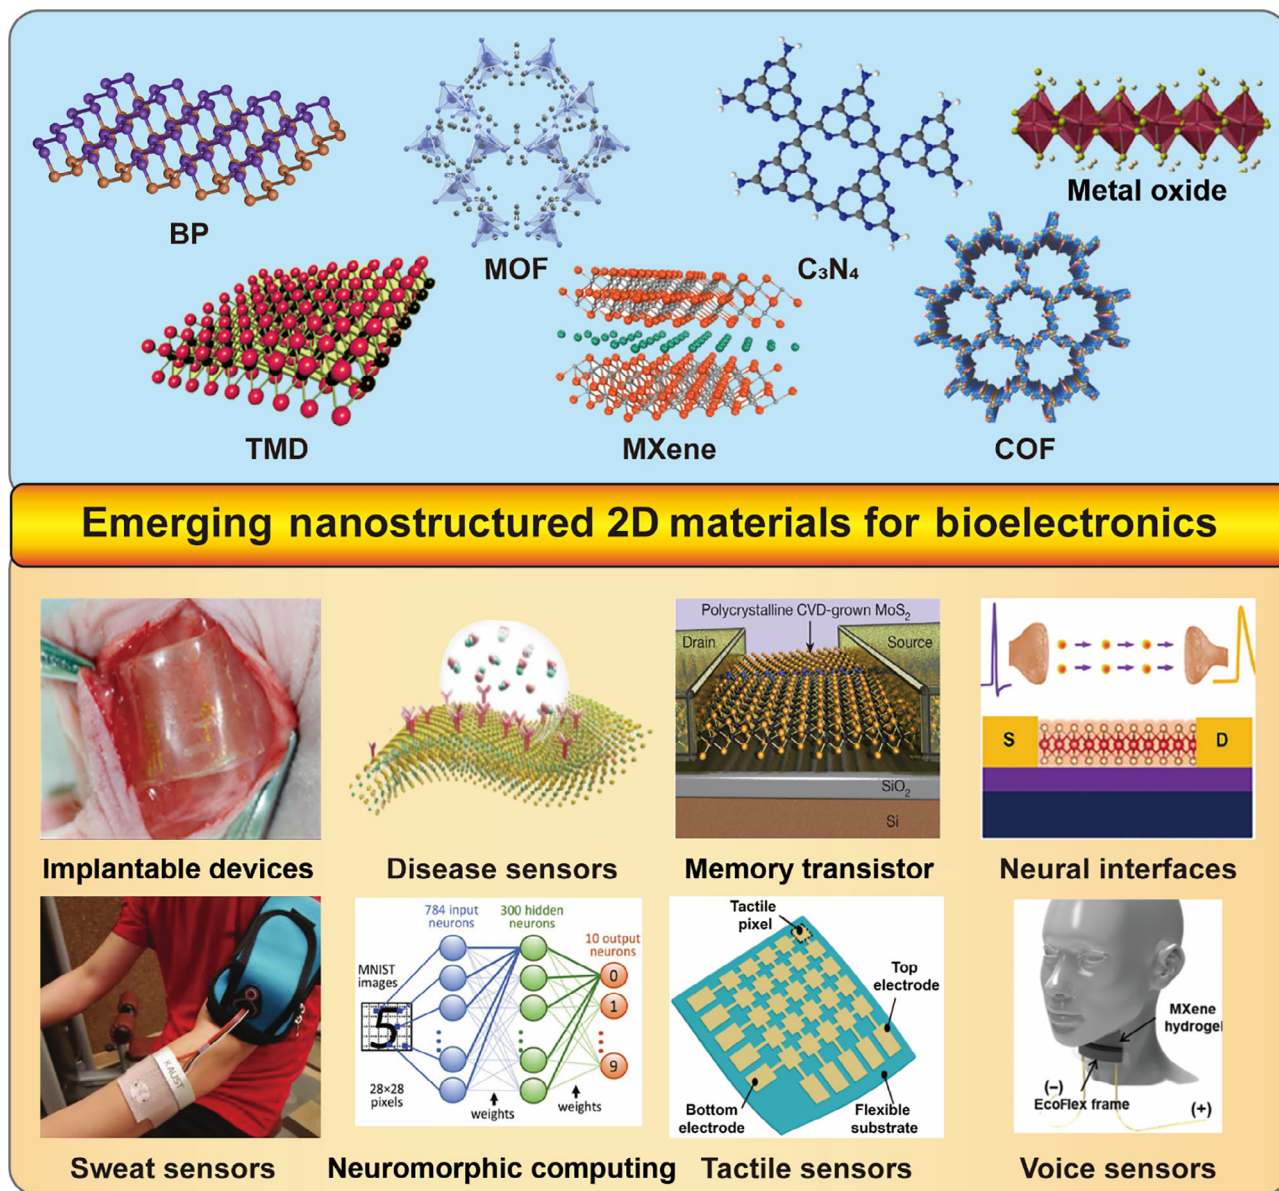 BP
MOF
C₃N₄
Metal oxide
TMD
MXene
COF
Emerging nanostructured 2D materials for bioelectronics
Polycrystalline CVD-grown MoS₂
Drain
Source
SiO₂
Si
S
D
Implantable devices
Disease sensors
Memory transistor
Neural interfaces
KAUST
784 input
neurons
300 hidden
neurons
10 output
neurons
MNIST
images
5
0
1
9
28×28
pixels
weights
weights
Tactile
pixel
Top
electrode
Bottom
electrode
Flexible
substrate
MXene
hydrogel
(−)
EcoFlex frame
(+)
Sweat sensors
Neuromorphic computing
Tactile sensors
Voice sensors